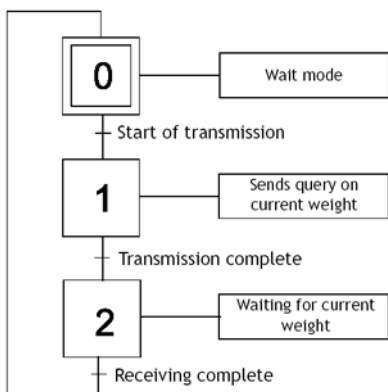 0
Wait mode
Start of transmission
1
Sends query on
current weight
Transmission complete
2
Waiting for current
weight
Receiving complete